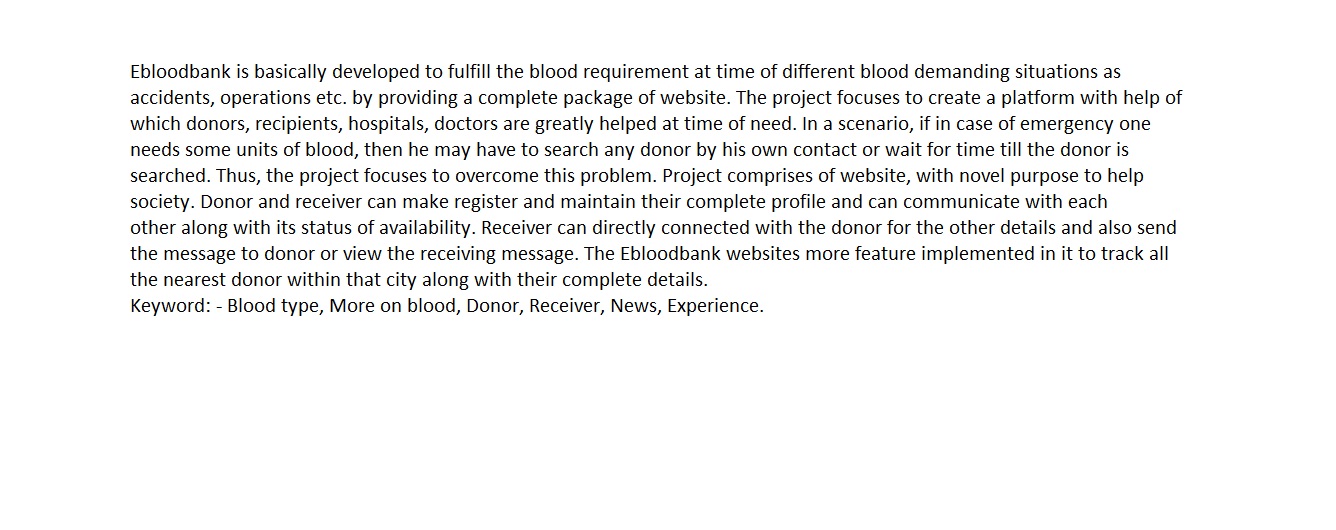 Ebloodbank is basically developed to fulfill the blood requirement at time of different blood demanding situations as
accidents, operations etc. by providing a complete package of website. The project focuses to create a platform with help of
which donors, recipients, hospitals, doctors are greatly helped at time of need. In a scenario, if in case of emergency one
needs some units of blood, then he may have to search any donor by his own contact or wait for time till the donor is
searched. Thus, the project focuses to overcome this problem. Project comprises of website, with novel purpose to help
society. Donor and receiver can make register and maintain their complete profile and can communicate with each
other along with its status of availability. Receiver can directly connected with the donor for the other details and also send
the message to donor or view the receiving message. The Ebloodbank websites more feature implemented in it to track all
the nearest donor within that city along with their complete details.
Keyword: - Blood type, More on blood, Donor, Receiver, News, Experience.